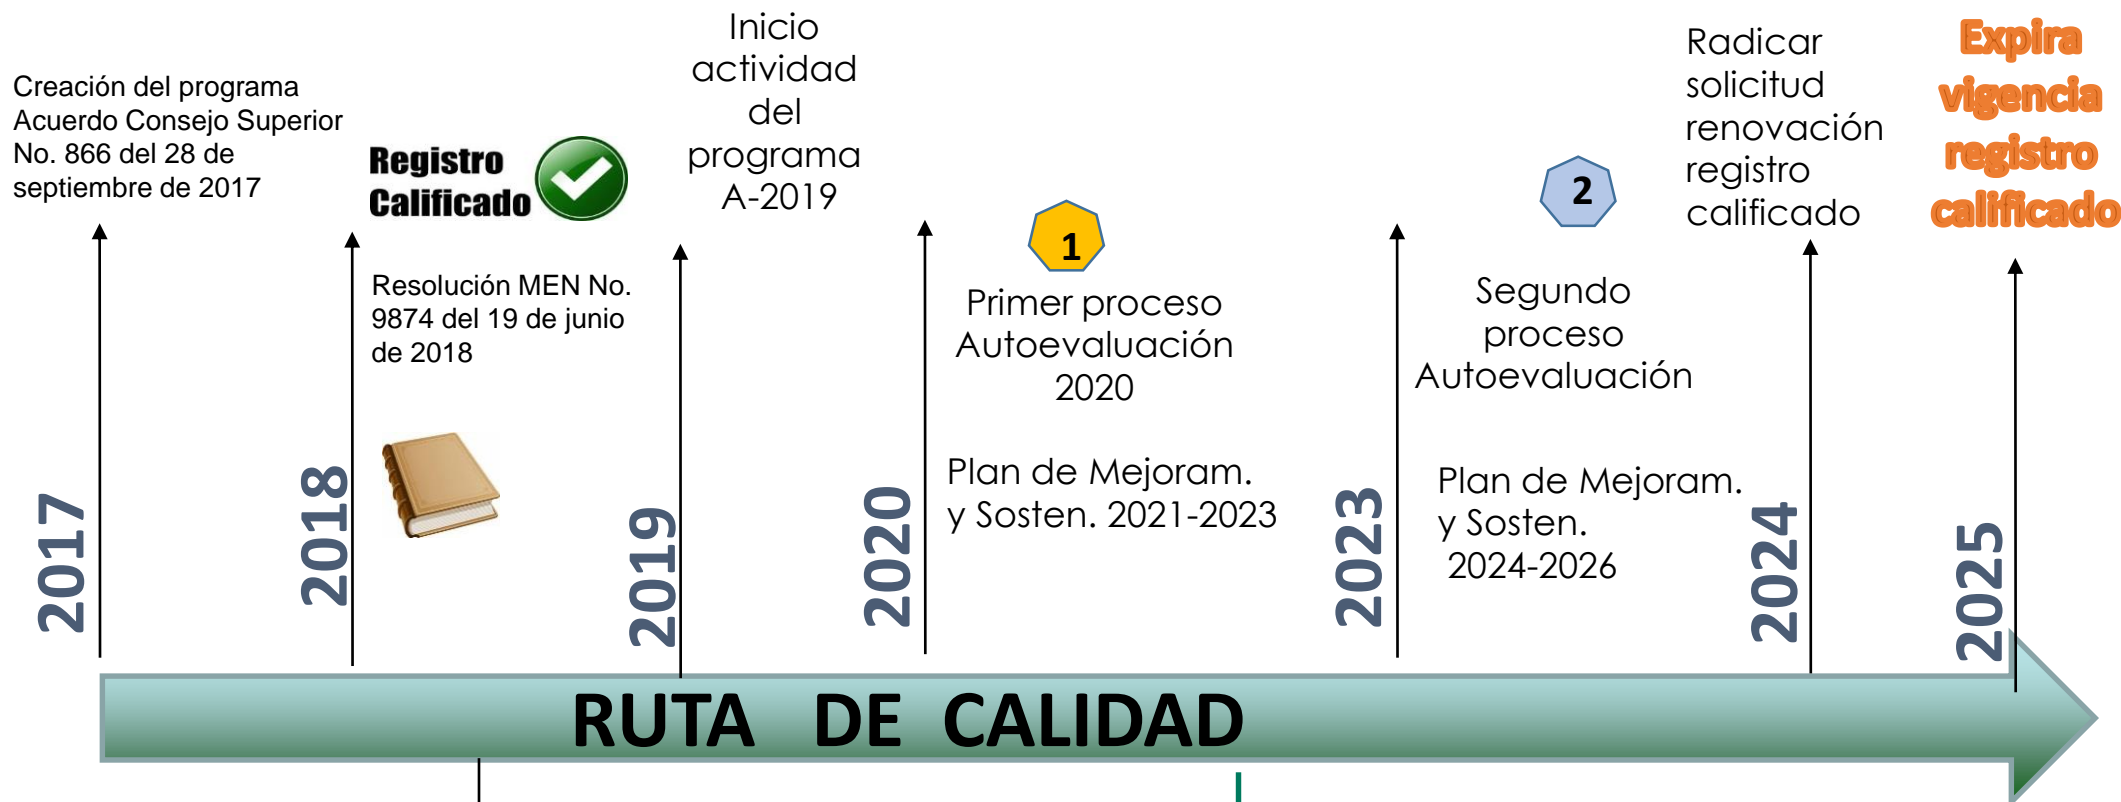 Creación del programa
Acuerdo Consejo Superior
No. 866 del 28 de
septiembre de 2017
2017
Registro
Calificado
Resolución MEN No.
9874 del 19 de junio
de 2018
2018
Inicio
actividad
del
programa
A-2019
2019
1
Primer proceso
Autoevaluación
2020
Plan de Mejoram.
y Sosten. 2021-2023
2020
2
Segundo
proceso
Autoevaluación
Plan de Mejoram.
y Sosten.
2024-2026
2023
Radicar
solicitud
renovación
registro
calificado
2024
Expira
vigencia
registro
calificado
2025
RUTA DE CALIDAD